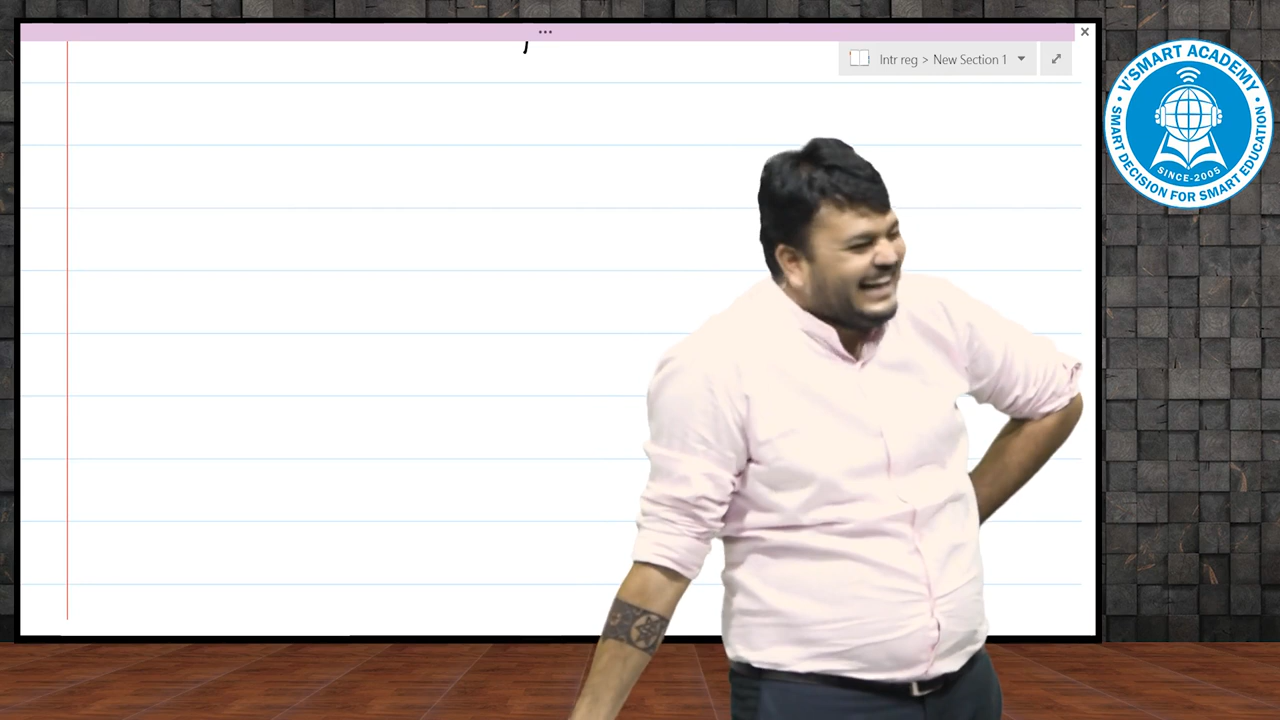 Intr reg > New Section 1
V'SMART ACADEMY
SMART DECISION FOR SMART EDUCATION
SINCE-2005